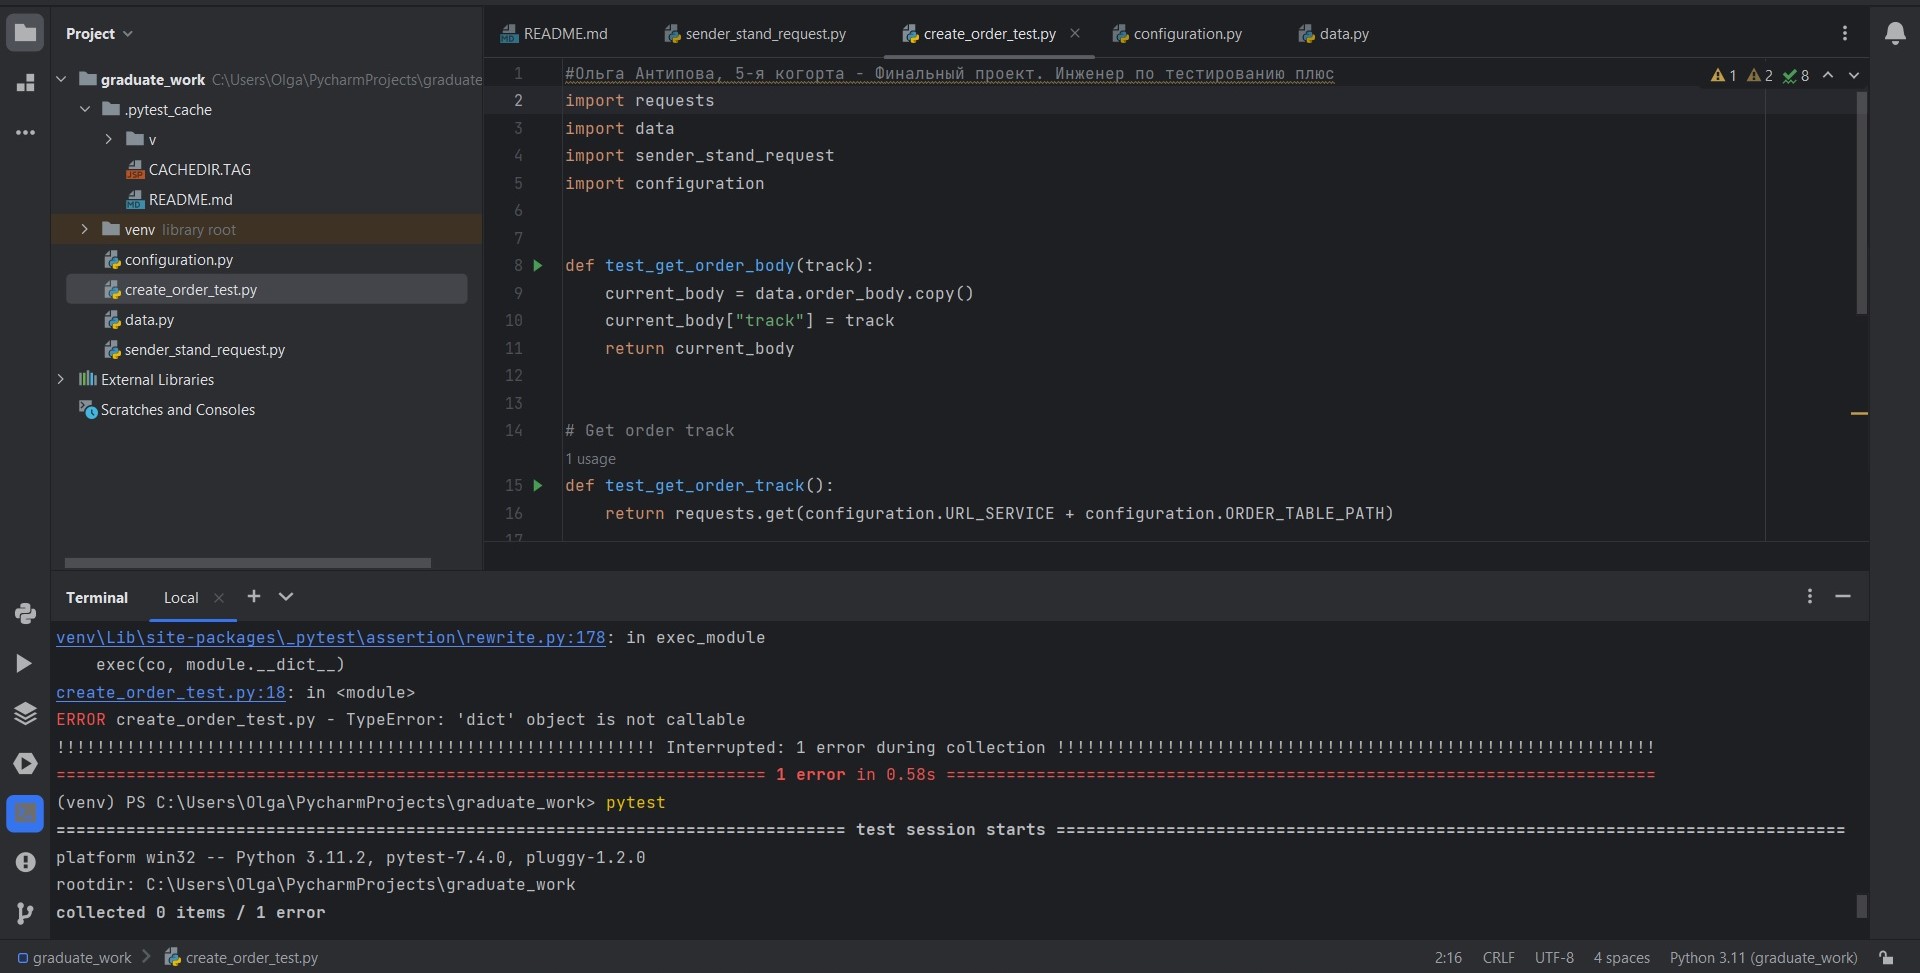 Project
graduate_work C:\Users\Olga\PycharmProjects\graduate
.pytest_cache
v
CACHEDIR.TAG
README.md
venv library root
configuration.py
create_order_test.py
data.py
sender_stand_request.py
External Libraries
Scratches and Consoles
README.md
sender_stand_request.py
create_order_test.py
configuration.py
data.py
1 2 8
1 #Ольга Антипова, 5-я когорта - Финальный проект. Инженер по тестированию плюс
2 import requests
3 import data
4 import sender_stand_request
5 import configuration
6
7
8 def test_get_order_body(track):
9 current_body = data.order_body.copy()
10 current_body["track"] = track
11 return current_body
12
13
14 # Get order track
1 usage
15 def test_get_order_track():
16 return requests.get(configuration.URL_SERVICE + configuration.ORDER_TABLE_PATH)
17
Terminal Local
venv\Lib\site-packages\_pytest\assertion\rewrite.py:178: in exec_module
exec(co, module.__dict__)
create_order_test.py:18: in <module>
ERROR create_order_test.py - TypeError: 'dict' object is not callable
!!!!!!!!!!!!!!!!!!!!!!!!!!!!!!!!!!!!!!!!!!!!!!!!!!!!!!!!!!!! Interrupted: 1 error during collection !!!!!!!!!!!!!!!!!!!!!!!!!!!!!!!!!!!!!!!!!!!!!!!!!!!!!!!!!!!!
======================================================================= 1 error in 0.58s =======================================================================
(venv) PS C:\Users\Olga\PycharmProjects\graduate_work> pytest
=============================================================================== test session starts ===============================================================================
platform win32 -- Python 3.11.2, pytest-7.4.0, pluggy-1.2.0
rootdir: C:\Users\Olga\PycharmProjects\graduate_work
collected 0 items / 1 error
graduate_work create_order_test.py
2:16 CRLF UTF-8 4 spaces Python 3.11 (graduate_work)